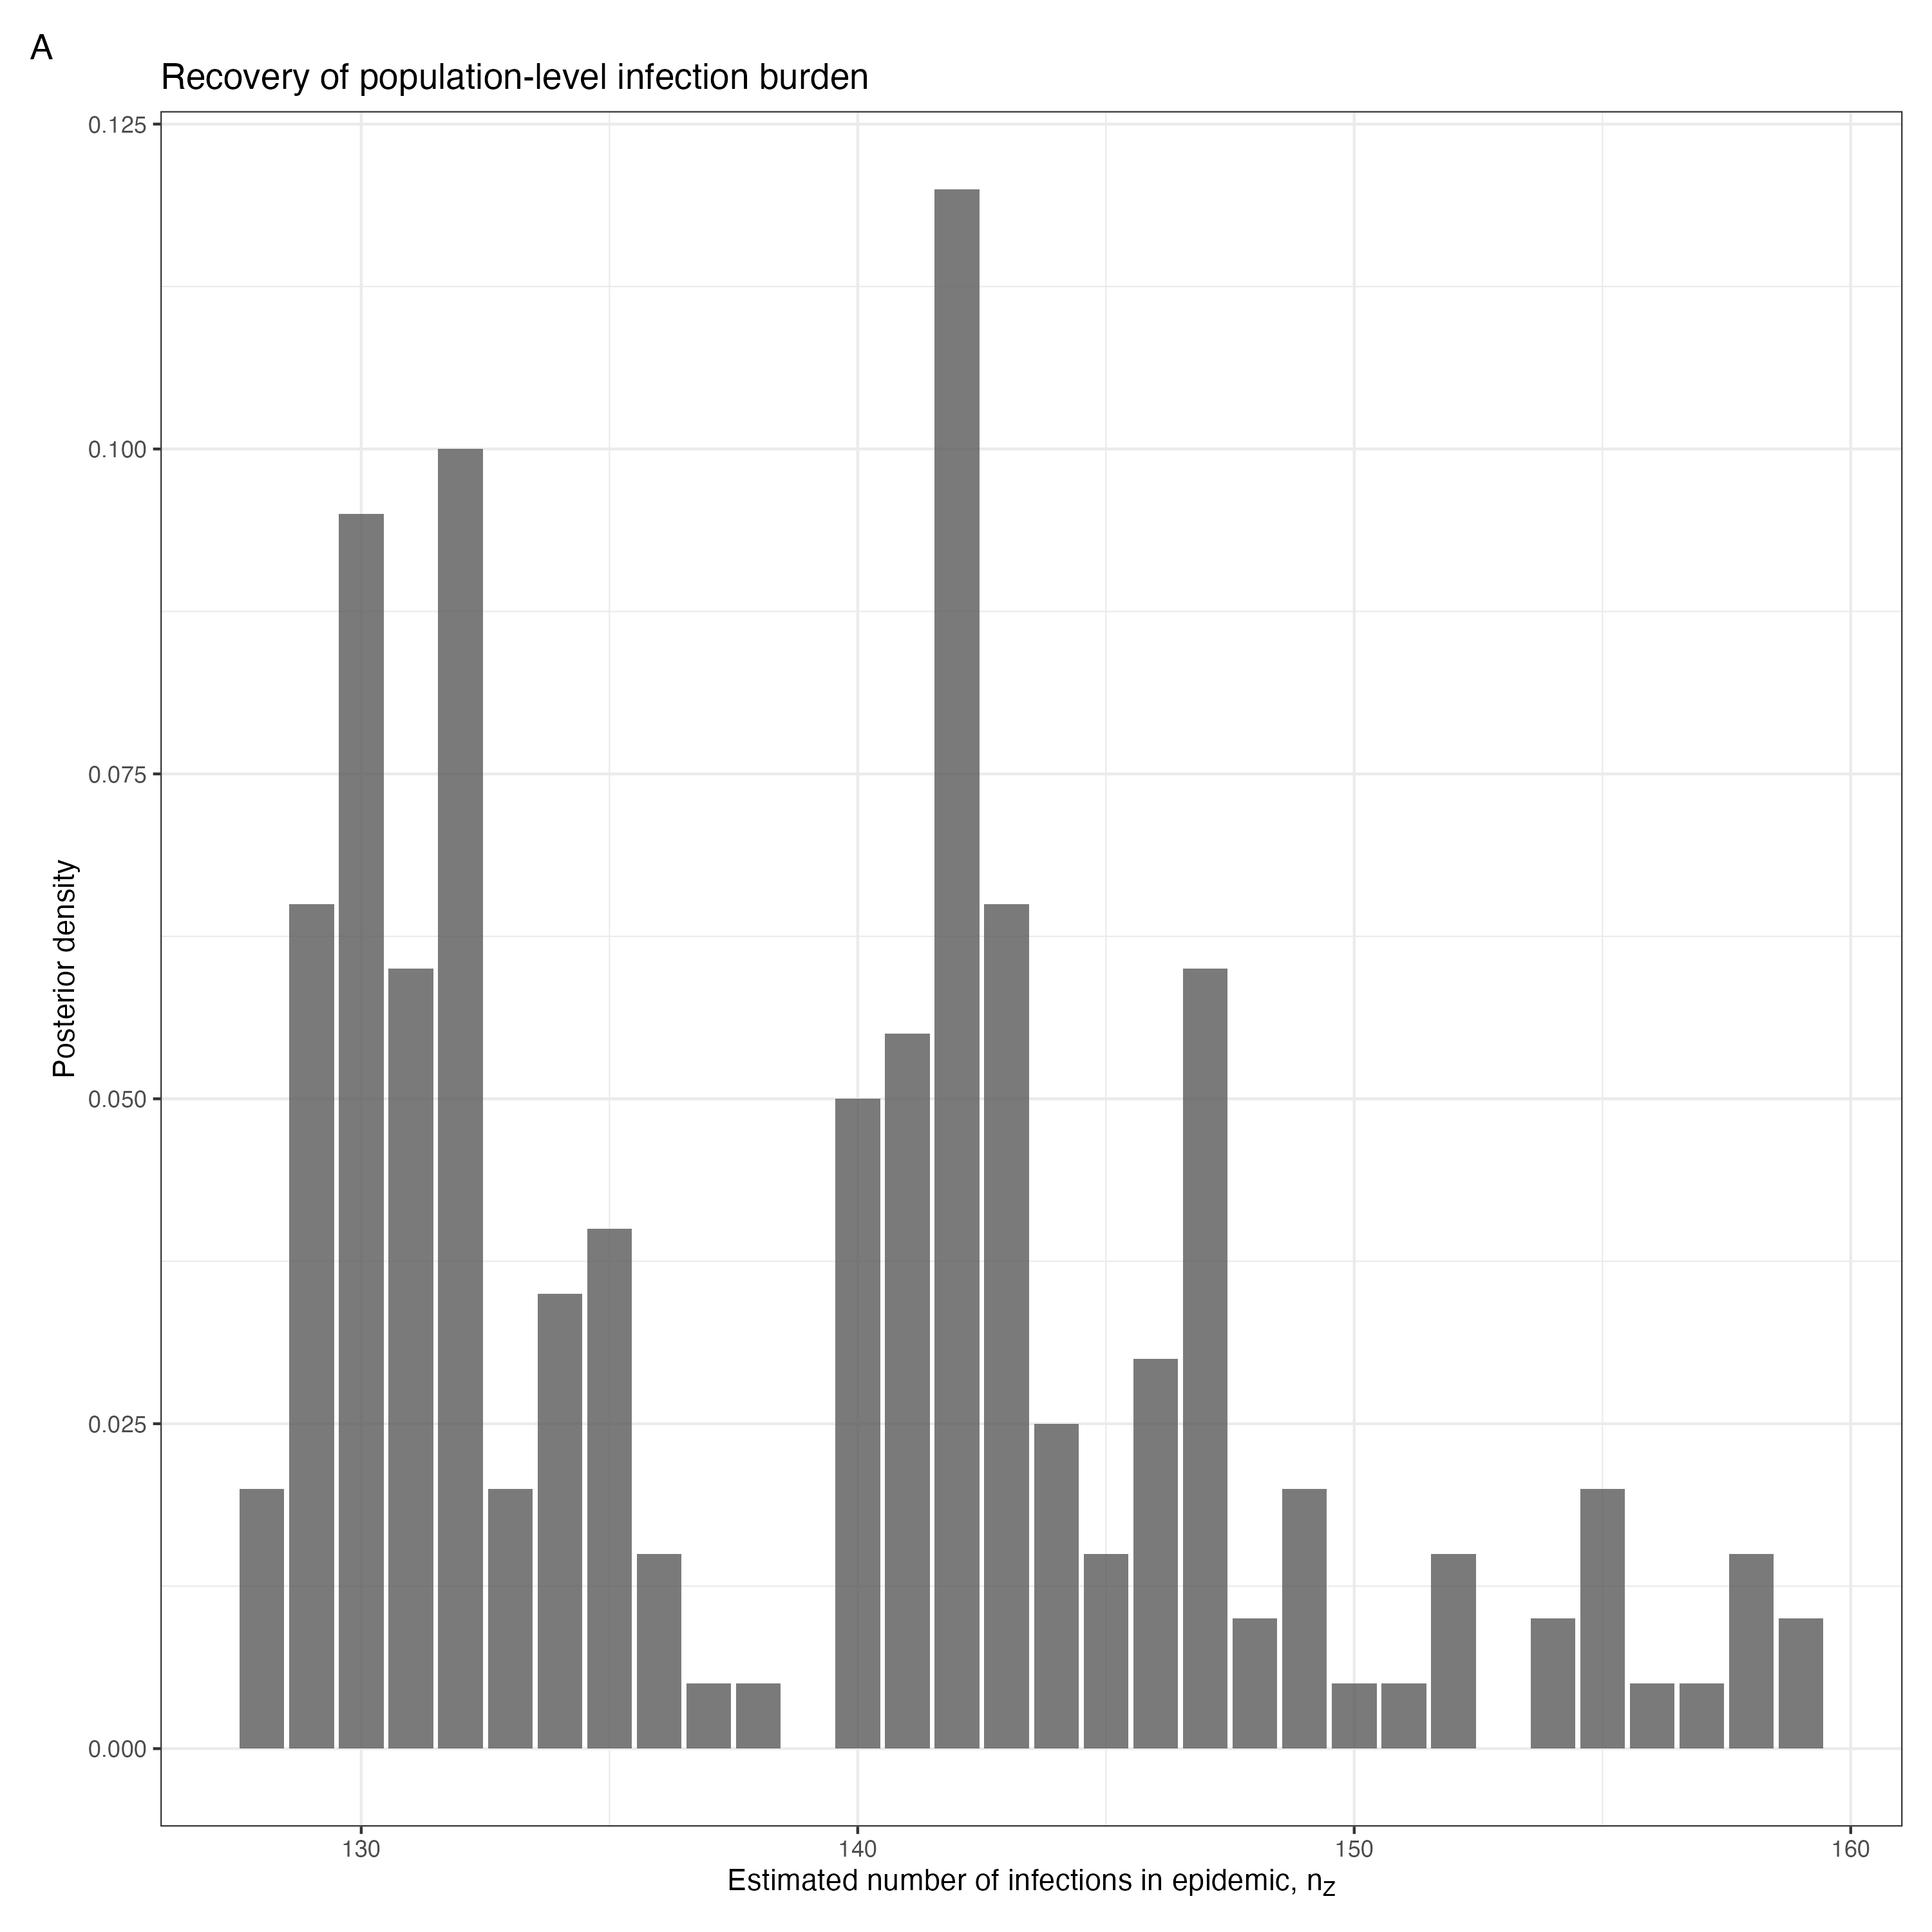 A
Recovery of population-level infection burden
0.125
0.100
0.075
0.050
0.025
0.000
Posterior density
130 140 150 160
Estimated number of infections in epidemic, nZ